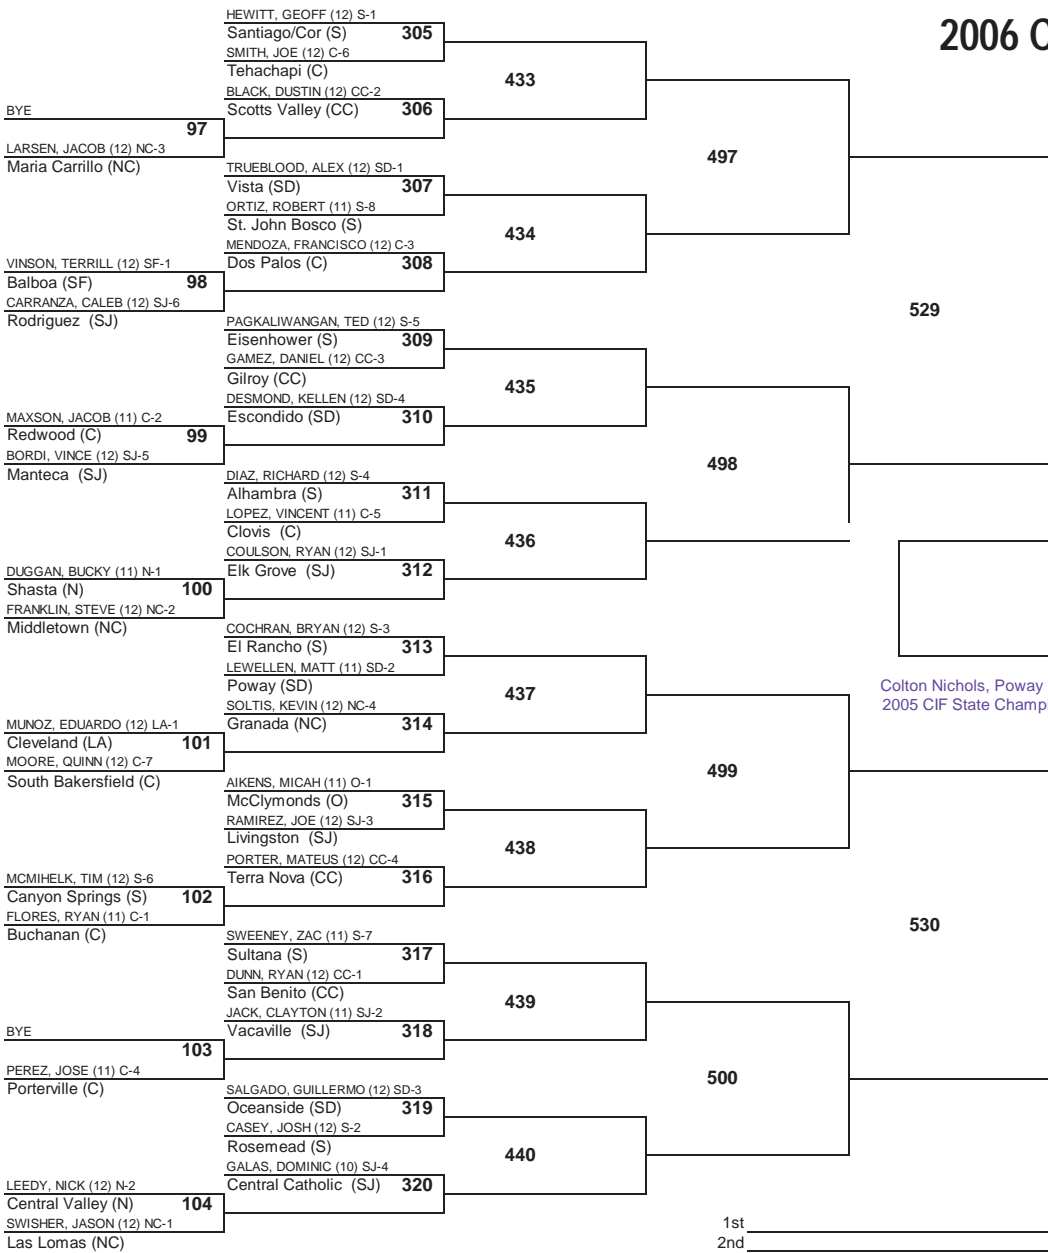 HEWITT, GEOFF (12) S-1
2006 C
Santiago/Cor (S) 305
SMITH, JOE (12) C-6
Tehachapi (C)
433
BLACK, DUSTIN (12) CC-2
BYE
Scotts Valley (CC) 306
97
LARSEN, JACOB (12) NC-3
Maria Carrillo (NC)
497
TRUEBLOOD, ALEX (12) SD-1
Vista (SD) 307
ORTIZ, ROBERT (11) S-8
St. John Bosco (S)
434
MENDOZA, FRANCISCO (12) C-3
VINSON, TERRILL (12) SF-1
Dos Palos (C) 308
Balboa (SF) 98
CARRANZA, CALEB (12) SJ-6
Rodriguez (SJ)
529
PAGKALIWANGAN, TED (12) S-5
Eisenhower (S) 309
GAMEZ, DANIEL (12) CC-3
Gilroy (CC)
435
DESMOND, KELLEN (12) SD-4
MAXSON, JACOB (11) C-2
Escondido (SD) 310
Redwood (C) 99
BORDI, VINCE (12) SJ-5
Manteca (SJ)
498
DIAZ, RICHARD (12) S-4
Alhambra (S) 311
LOPEZ, VINCENT (11) C-5
Clovis (C)
436
COULSON, RYAN (12) SJ-1
DUGGAN, BUCKY (11) N-1
Elk Grove (SJ) 312
Shasta (N) 100
FRANKLIN, STEVE (12) NC-2
Middletown (NC)
COCHRAN, BRYAN (12) S-3
El Rancho (S) 313
LEWELLEN, MATT (11) SD-2
Poway (SD)
437
Colton Nichols, Poway
2005 CIF State Champ
SOLTIS, KEVIN (12) NC-4
MUNOZ, EDUARDO (12) LA-1
Granada (NC) 314
Cleveland (LA) 101
MOORE, QUINN (12) C-7
South Bakersfield (C)
499
AIKENS, MICAH (11) O-1
McClymonds (O) 315
RAMIREZ, JOE (12) SJ-3
Livingston (SJ)
438
PORTER, MATEUS (12) CC-4
MCMIHELK, TIM (12) S-6
Terra Nova (CC) 316
Canyon Springs (S) 102
FLORES, RYAN (11) C-1
Buchanan (C)
530
SWEENEY, ZAC (11) S-7
Sultana (S) 317
DUNN, RYAN (12) CC-1
San Benito (CC)
439
JACK, CLAYTON (11) SJ-2
BYE
Vacaville (SJ) 318
103
PEREZ, JOSE (11) C-4
Porterville (C)
500
SALGADO, GUILLERMO (12) SD-3
Oceanside (SD) 319
CASEY, JOSH (12) S-2
Rosemead (S)
440
GALAS, DOMINIC (10) SJ-4
LEEDY, NICK (12) N-2
Central Catholic (SJ) 320
Central Valley (N) 104
SWISHER, JASON (12) NC-1
Las Lomas (NC)
1st
2nd